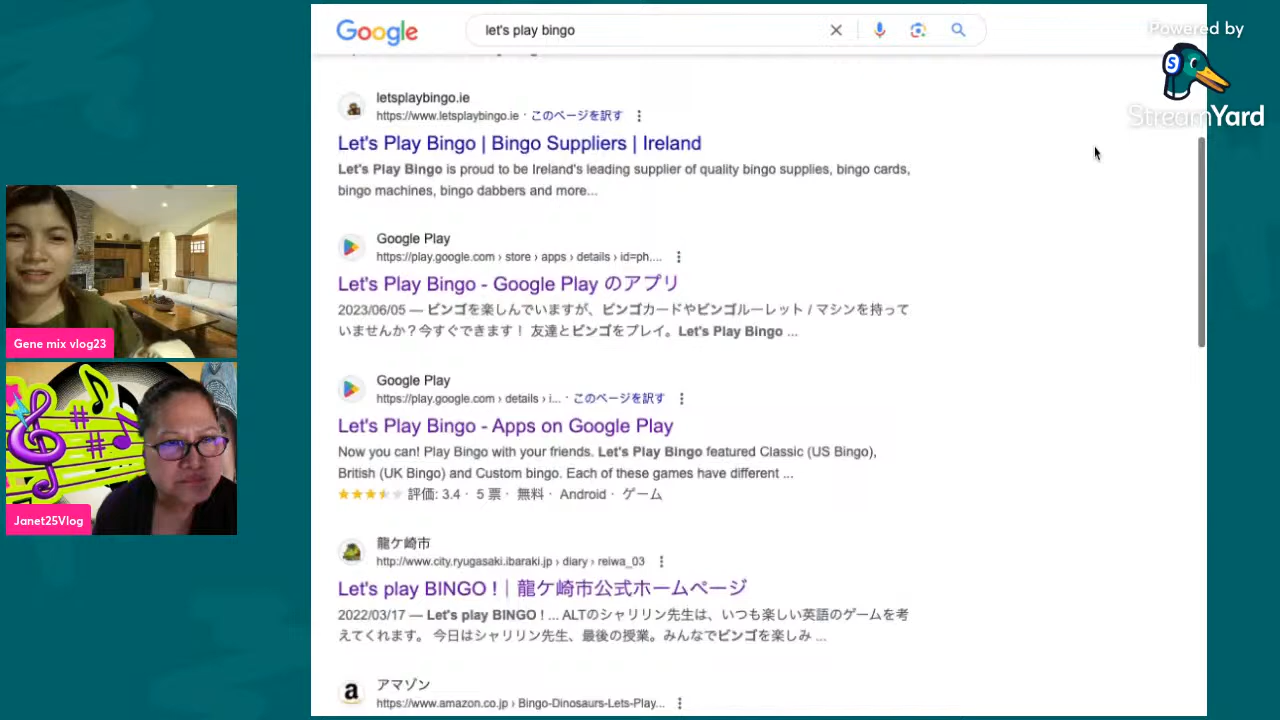 Google
let's play bingo
Powered by
StreamYard
letsplaybingo.ie
https://www.letsplaybingo.ie · このページを訳す
Let's Play Bingo | Bingo Suppliers | Ireland
Let's Play Bingo is proud to be Ireland's leading supplier of quality bingo supplies, bingo cards,
bingo machines, bingo dabbers and more...
Google Play
https://play.google.com › store › apps › details › id=ph....
Let's Play Bingo - Google Play のアプリ
2023/06/05 — ビンゴを楽しんでいますが、ビンゴカードやビンゴルーレット / マシンを持って
いませんか？今すぐできます！ 友達とビンゴをプレイ。Let's Play Bingo ...
Google Play
https://play.google.com › details › i... · このページを訳す
Let's Play Bingo - Apps on Google Play
Now you can! Play Bingo with your friends. Let's Play Bingo featured Classic (US Bingo),
British (UK Bingo) and Custom bingo. Each of these games have different ...
評価: 3.4 · 5 票 · 無料 · Android · ゲーム
龍ケ崎市
http://www.city.ryugasaki.ibaraki.jp › diary › reiwa_03
Let's play BINGO !｜龍ケ崎市公式ホームページ
2022/03/17 — Let's play BINGO ! ... ALTのシャリリン先生は、いつも楽しい英語のゲームを考
えてくれます。 今日はシャリリン先生、最後の授業。みんなでビンゴを楽しみ ...
アマゾン
https://www.amazon.co.jp › Bingo-Dinosaurs-Lets-Play...
Gene mix vlog23
Janet25Vlog